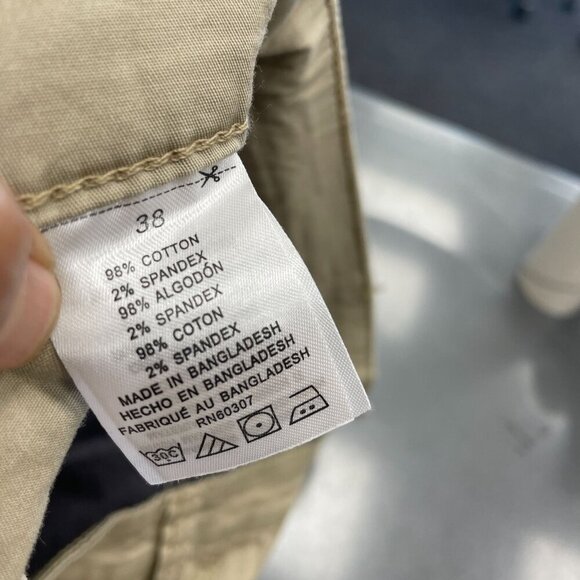 38
98% COTTON
2% SPANDEX
98% ALGODÓN
2% SPANDEX
98% COTON
2% SPANDEX
MADE IN BANGLADESH
HECHO EN BANGLADESH
FABRIQUÉ AU BANGLADESH
RN60307
30°C